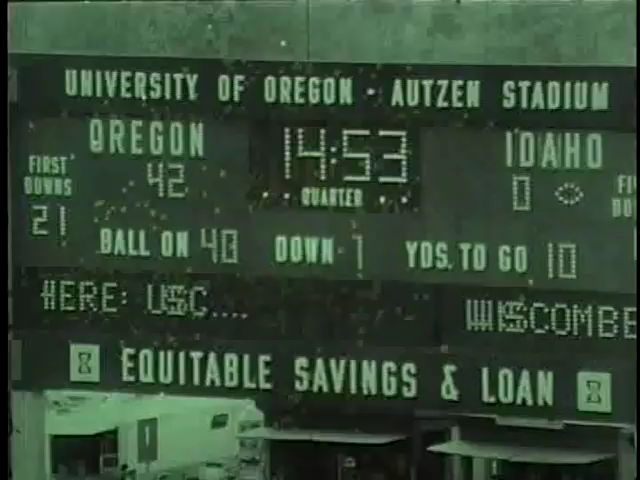 UNIVERSITY OF OREGON · AUTZEN STADIUM
OREGON 14:53 IDAHO
FIRST DOWNS 42 QUARTER 0
21 BALL ON 40 DOWN 1 YDS. TO GO 10
HERE: USC....
EQUITABLE SAVINGS & LOAN
1